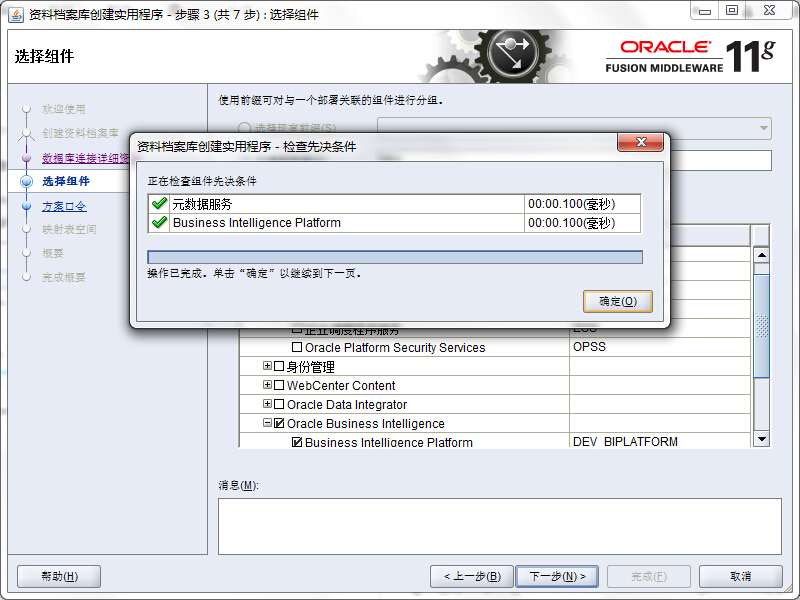 资料档案库创建实用程序 - 步骤 3 (共 7 步) : 选择组件
选择组件
ORACLE
FUSION MIDDLEWARE
11g
欢迎使用
创建资料档案库
数据库连接详细资
选择组件
方案口令
映射表空间
概要
完成概要
使用前缀可对与一个部署关联的组件进行分组。
选择现有前缀(S)
资料档案库创建实用程序 - 检查先决条件
正在检查组件先决条件
元数据服务 00:00.100(毫秒)
Business Intelligence Platform 00:00.100(毫秒)
操作已完成。单击“确定”以继续到下一页。
确定(O)
Oracle Platform Security Services OPSS
身份管理
WebCenter Content
Oracle Data Integrator
Oracle Business Intelligence
Business Intelligence Platform DEV_BIPLATFORM
消息(M):
帮助(H)
< 上一步(B)
下一步(N) >
完成(F)
取消